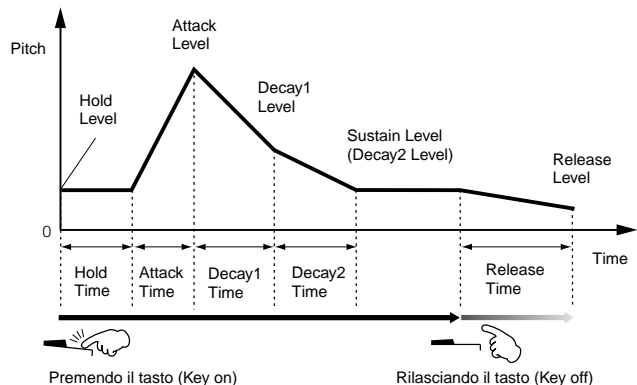 Attack
Level
Pitch
Hold
Level
Decay1
Level
Sustain Level
(Decay2 Level)
Release
Level
0
Time
Hold
Time
Attack
Time
Decay1
Time
Decay2
Time
Release
Time
Premendo il tasto (Key on)
Rilasciando il tasto (Key off)